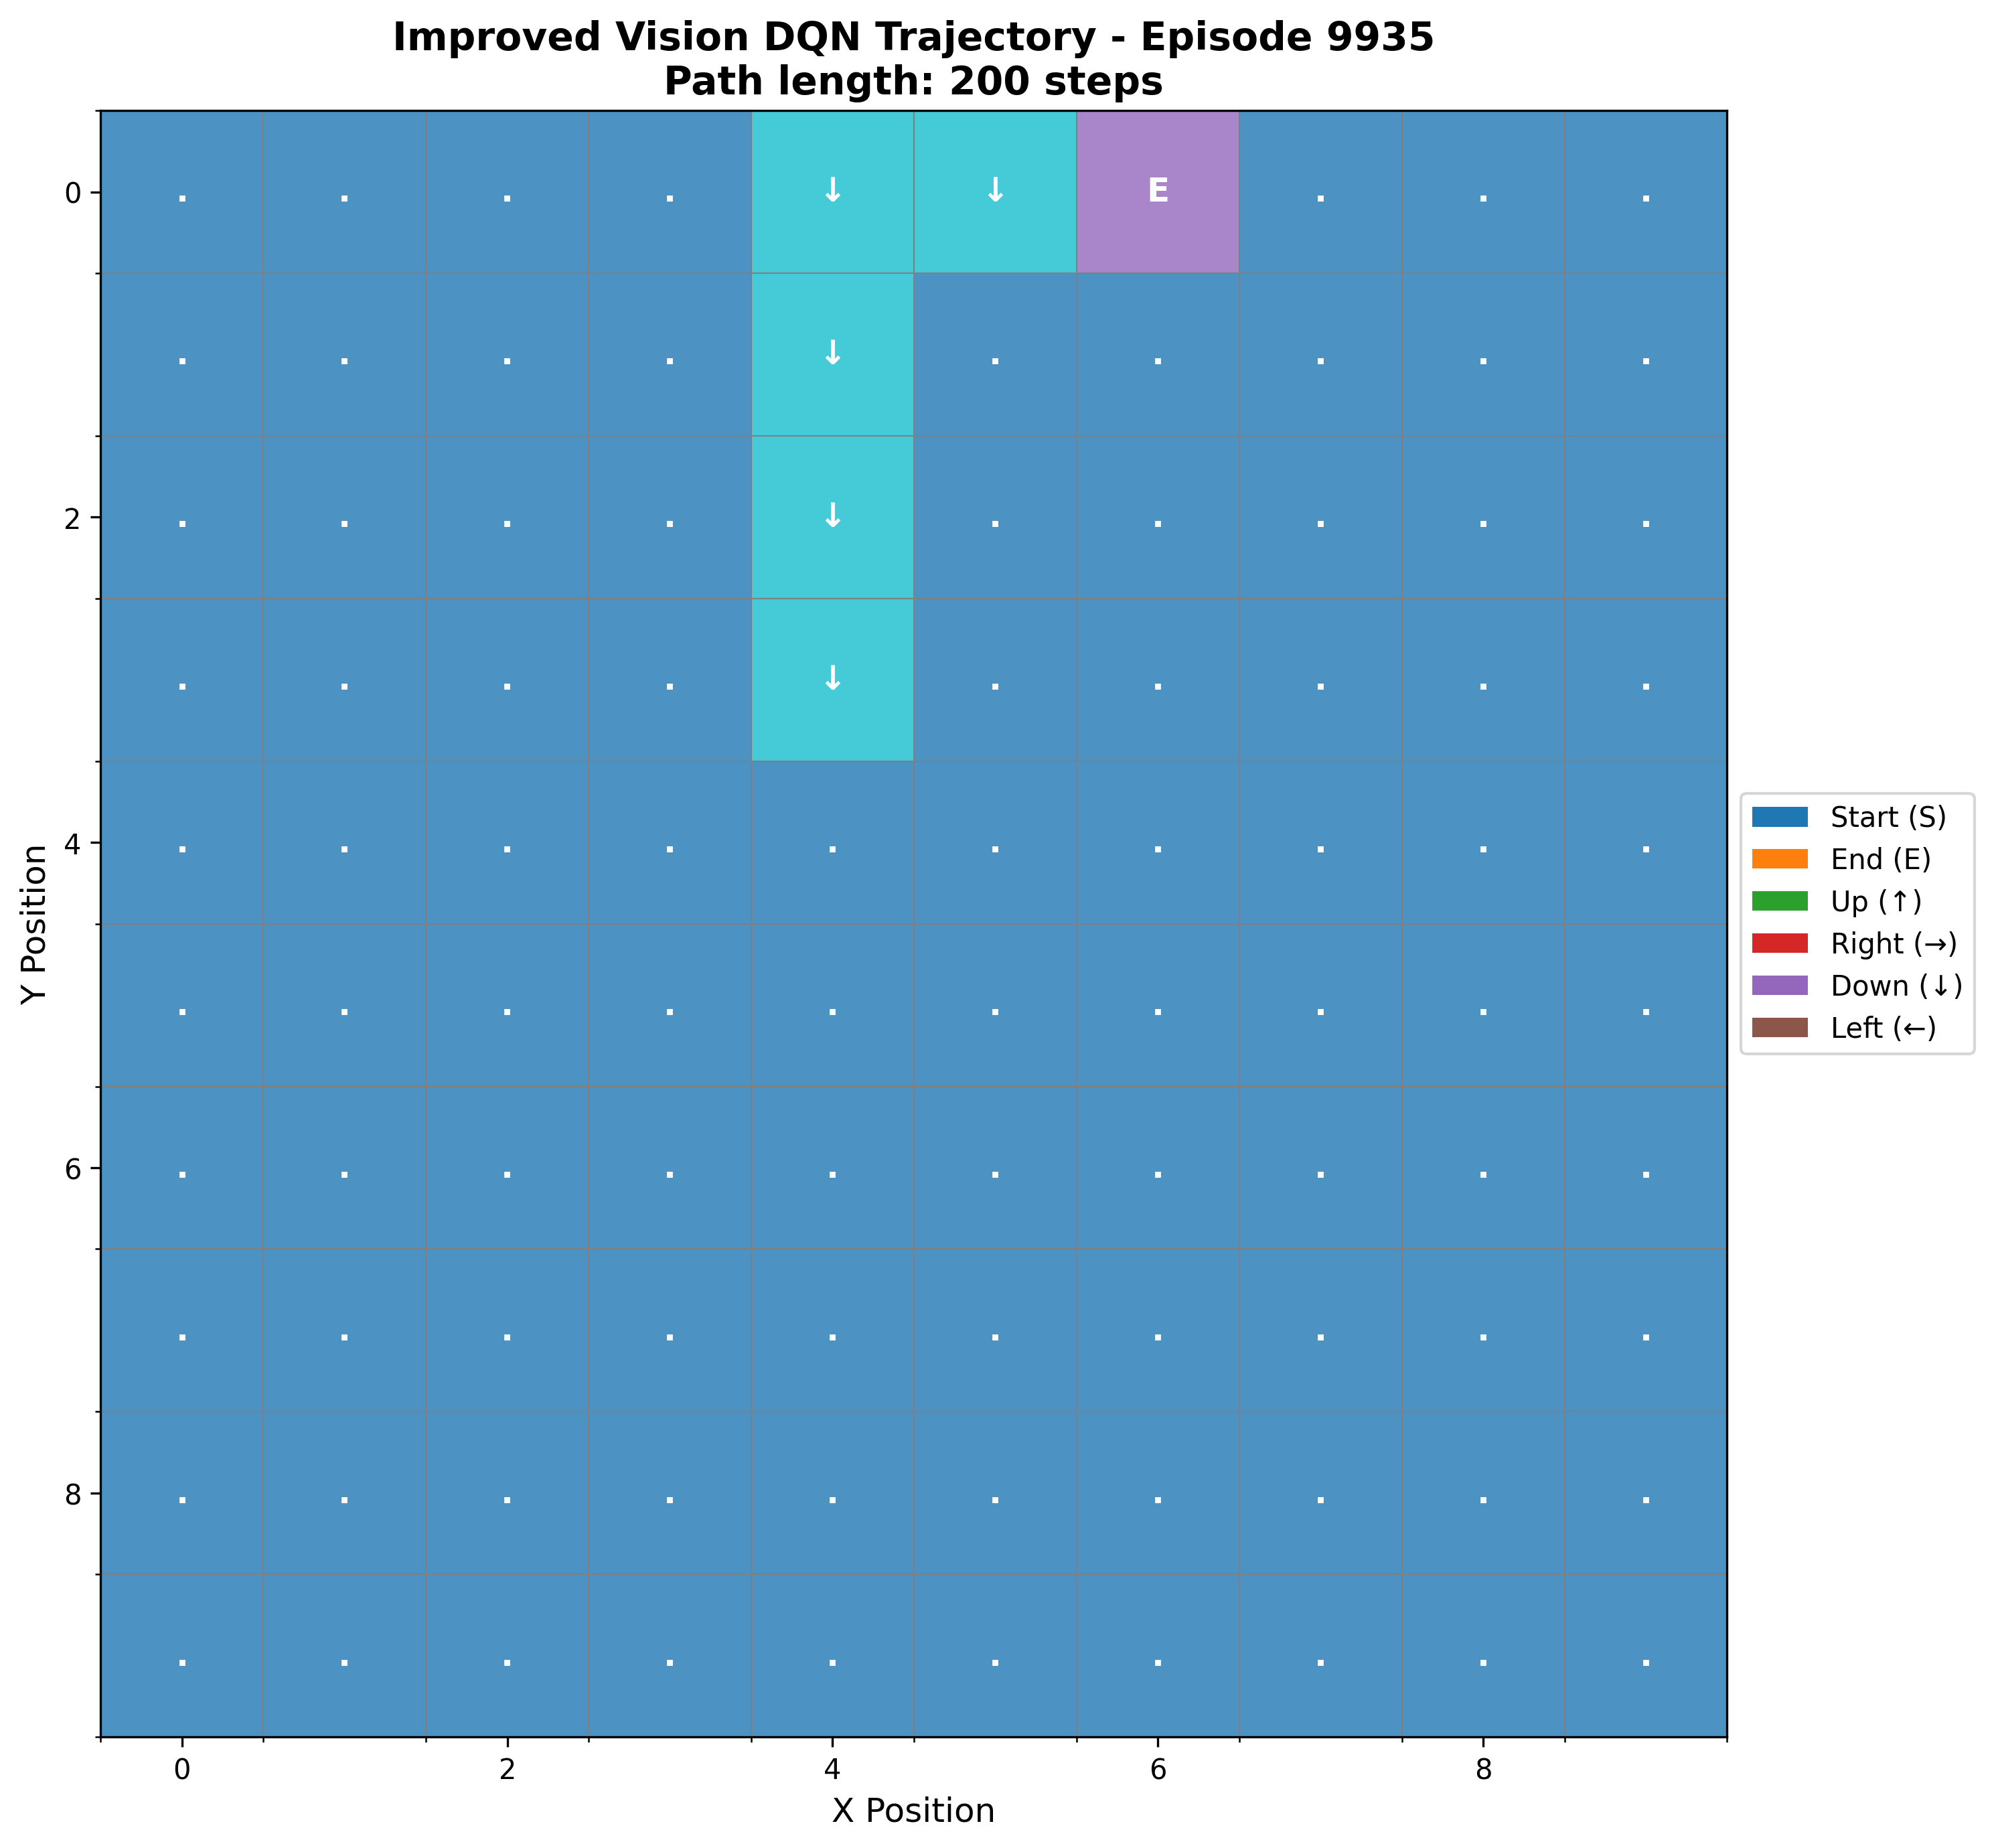 Improved Vision DQN Trajectory - Episode 9935
Path length: 200 steps
0 . . . . ↓ ↓ E . . .
. . . . ↓ . . . . .
2 . . . . ↓ . . . . .
. . . . ↓ . . . . .
4 . . . . . . . . . .
. . . . . . . . . .
6 . . . . . . . . . .
. . . . . . . . . .
8 . . . . . . . . . .
. . . . . . . . . .
0 2 4 6 8
X Position
Y Position
Start (S)
End (E)
Up (↑)
Right (→)
Down (↓)
Left (←)